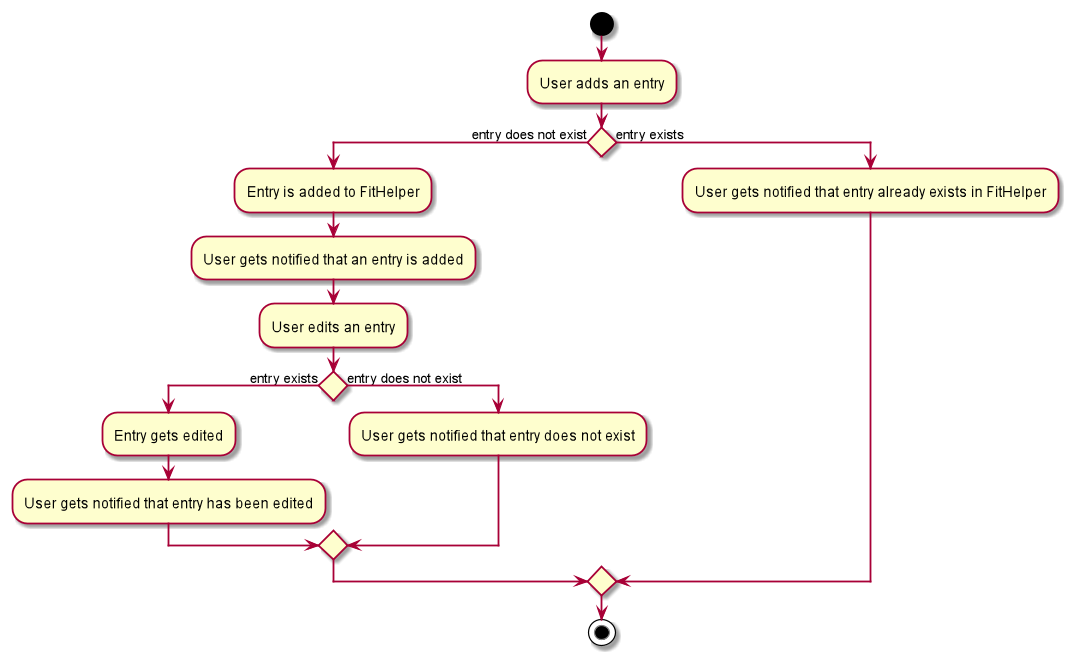 User adds an entry
entry does not exist
entry exists
Entry is added to FitHelper
User gets notified that entry already exists in FitHelper
User gets notified that an entry is added
User edits an entry
entry exists
entry does not exist
Entry gets edited
User gets notified that entry does not exist
User gets notified that entry has been edited